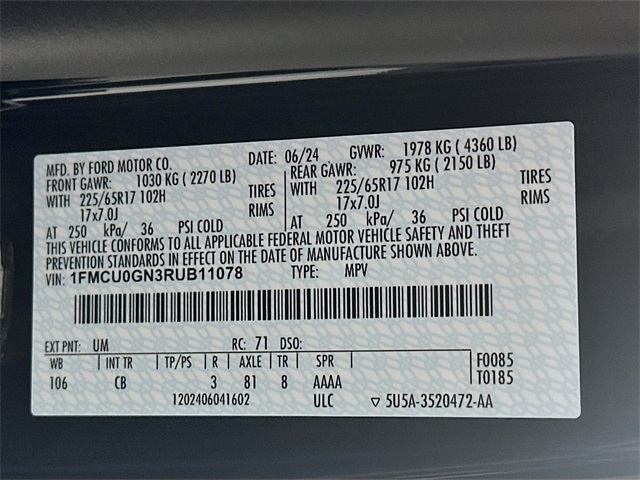 MFD. BY FORD MOTOR CO. DATE: 06/24 GVWR: 1978 KG ( 4360 LB)
FRONT GAWR: 1030 KG ( 2270 LB) REAR GAWR: 975 KG ( 2150 LB)
WITH 225/65R17 102H TIRES WITH 225/65R17 102H TIRES
17x7.0J RIMS 17x7.0J RIMS
AT 250 kPa/ 36 PSI COLD AT 250 kPa/ 36 PSI COLD
THIS VEHICLE CONFORMS TO ALL APPLICABLE FEDERAL MOTOR VEHICLE SAFETY AND THEFT
PREVENTION STANDARDS IN EFFECT ON THE DATE OF MANUFACTURE SHOWN ABOVE.
VIN: 1FMCU0GN3RUB11078 TYPE: MPV
EXT PNT: UM RC: 71 DSO:
WB INT TR TP/PS R AXLE TR SPR F0085
106 CB 3 81 8 AAAA T0185
1202406041602 ULC ▽ 5U5A-3520472-AA